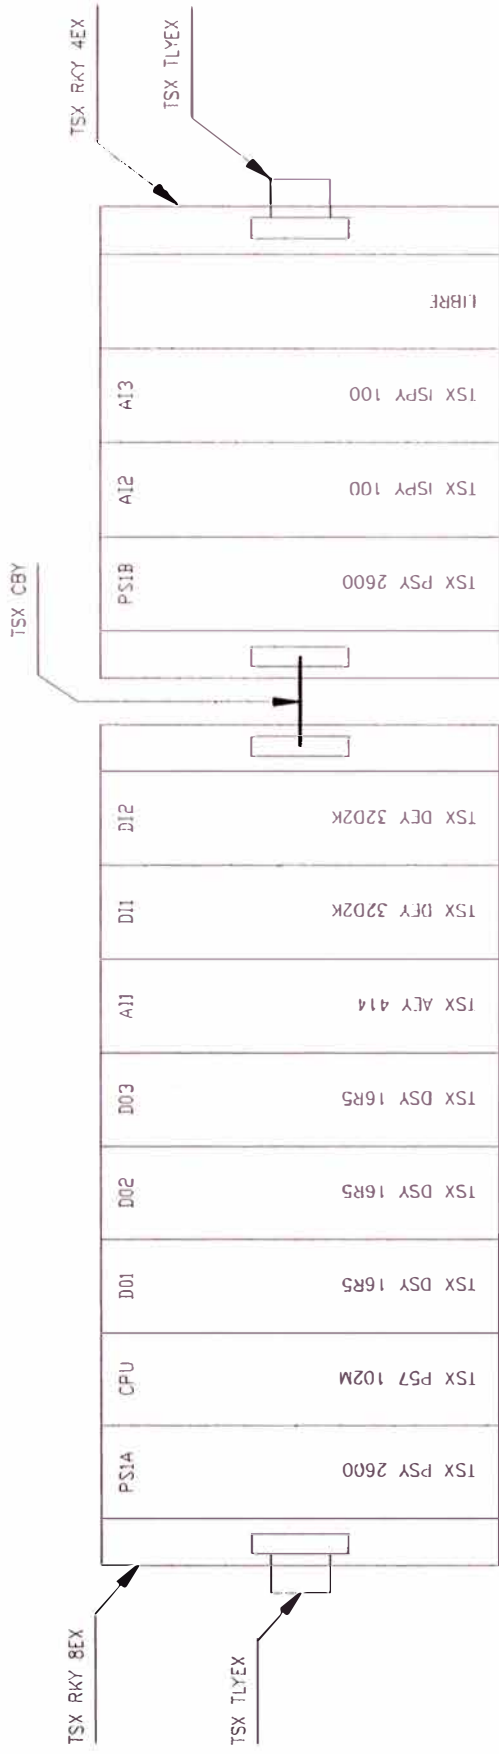 TSX RKY 8EX
TSX TLYEX
PS1A
TSX PSY 2600
CPU
TSX P57 102M
DO1
TSX DSY 16R5
DO2
TSX DSY 16R5
DO3
TSX DSY 16R5
AI1
TSX AEY 414
DI1
TSX DEY 32D2K
DI2
TSX DEY 32D2K
TSX CBY
PS1B
TSX PSY 2600
AI2
TSX ISPY 100
AI3
TSX ISPY 100
LIBRE
TSX RKY 4EX
TSX TLYEX